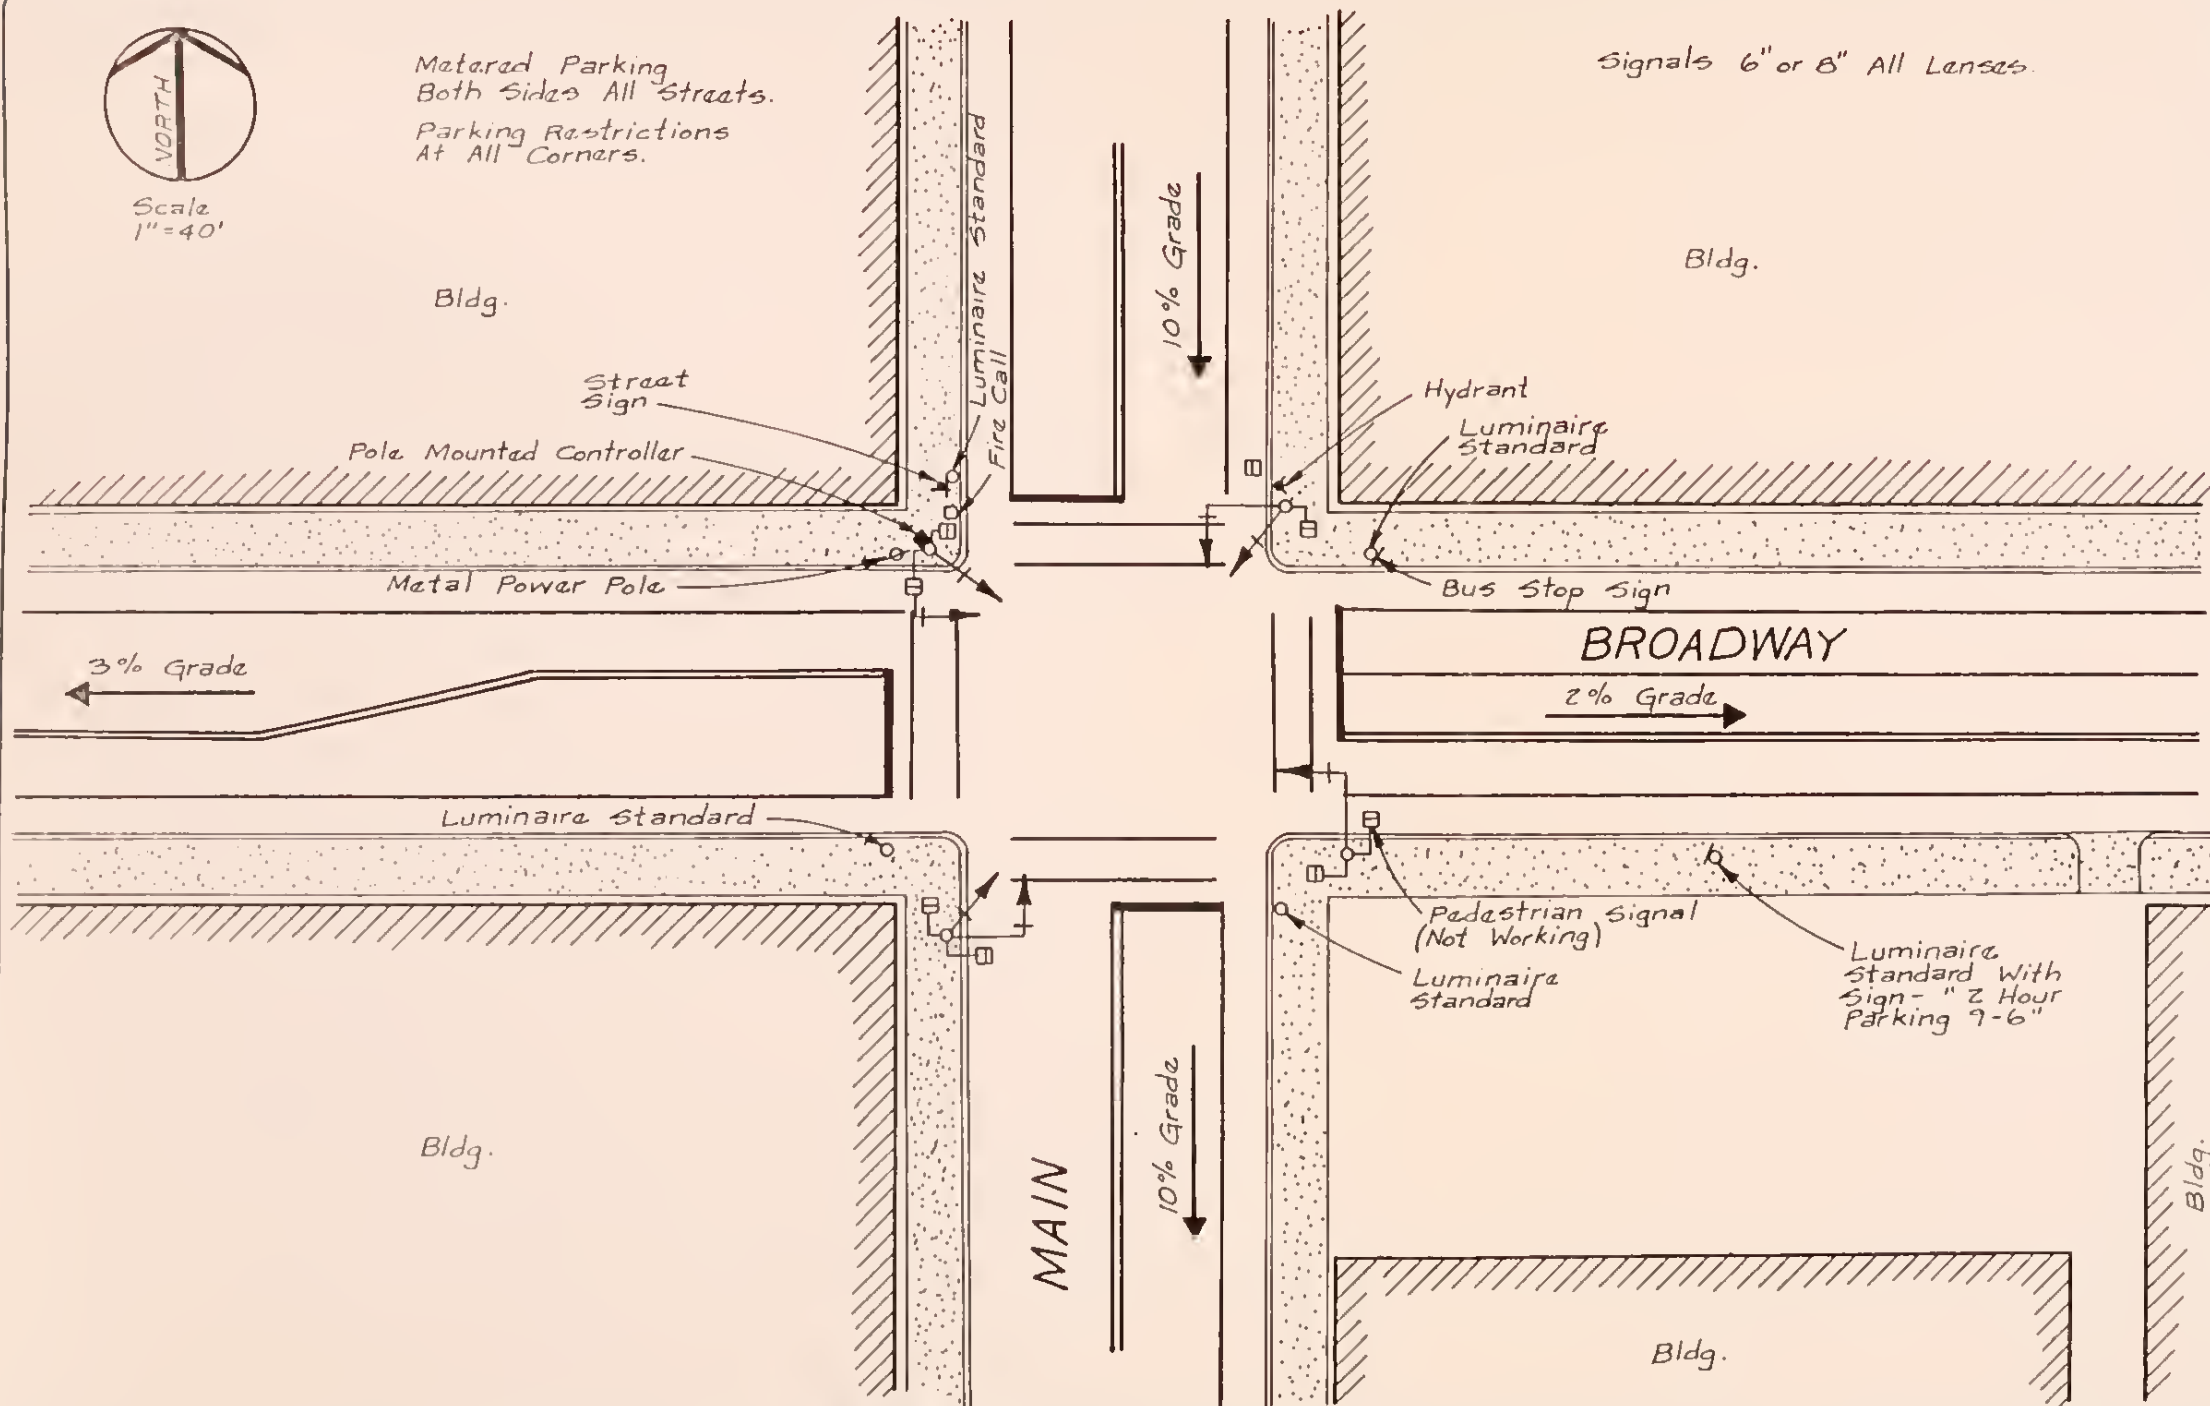 NORTH
Scale
1"=40'
Metered Parking
Both Sides All Streets.
Parking Restrictions
At All Corners.
Signals 6" or 8" All Lenses.
Bldg.
Bldg.
Luminaire Standard
Fire Call
10% Grade
Street
Sign
Pole Mounted Controller
Metal Power Pole
Hydrant
Luminaire
Standard
Bus Stop Sign
BROADWAY
3% Grade
2% Grade
Luminaire Standard
Pedestrian Signal
(Not Working)
Luminaire
Standard
Luminaire
Standard With
Sign - "2 Hour
Parking 9-6"
Bldg.
MAIN
10% Grade
Bldg.
Bldg.